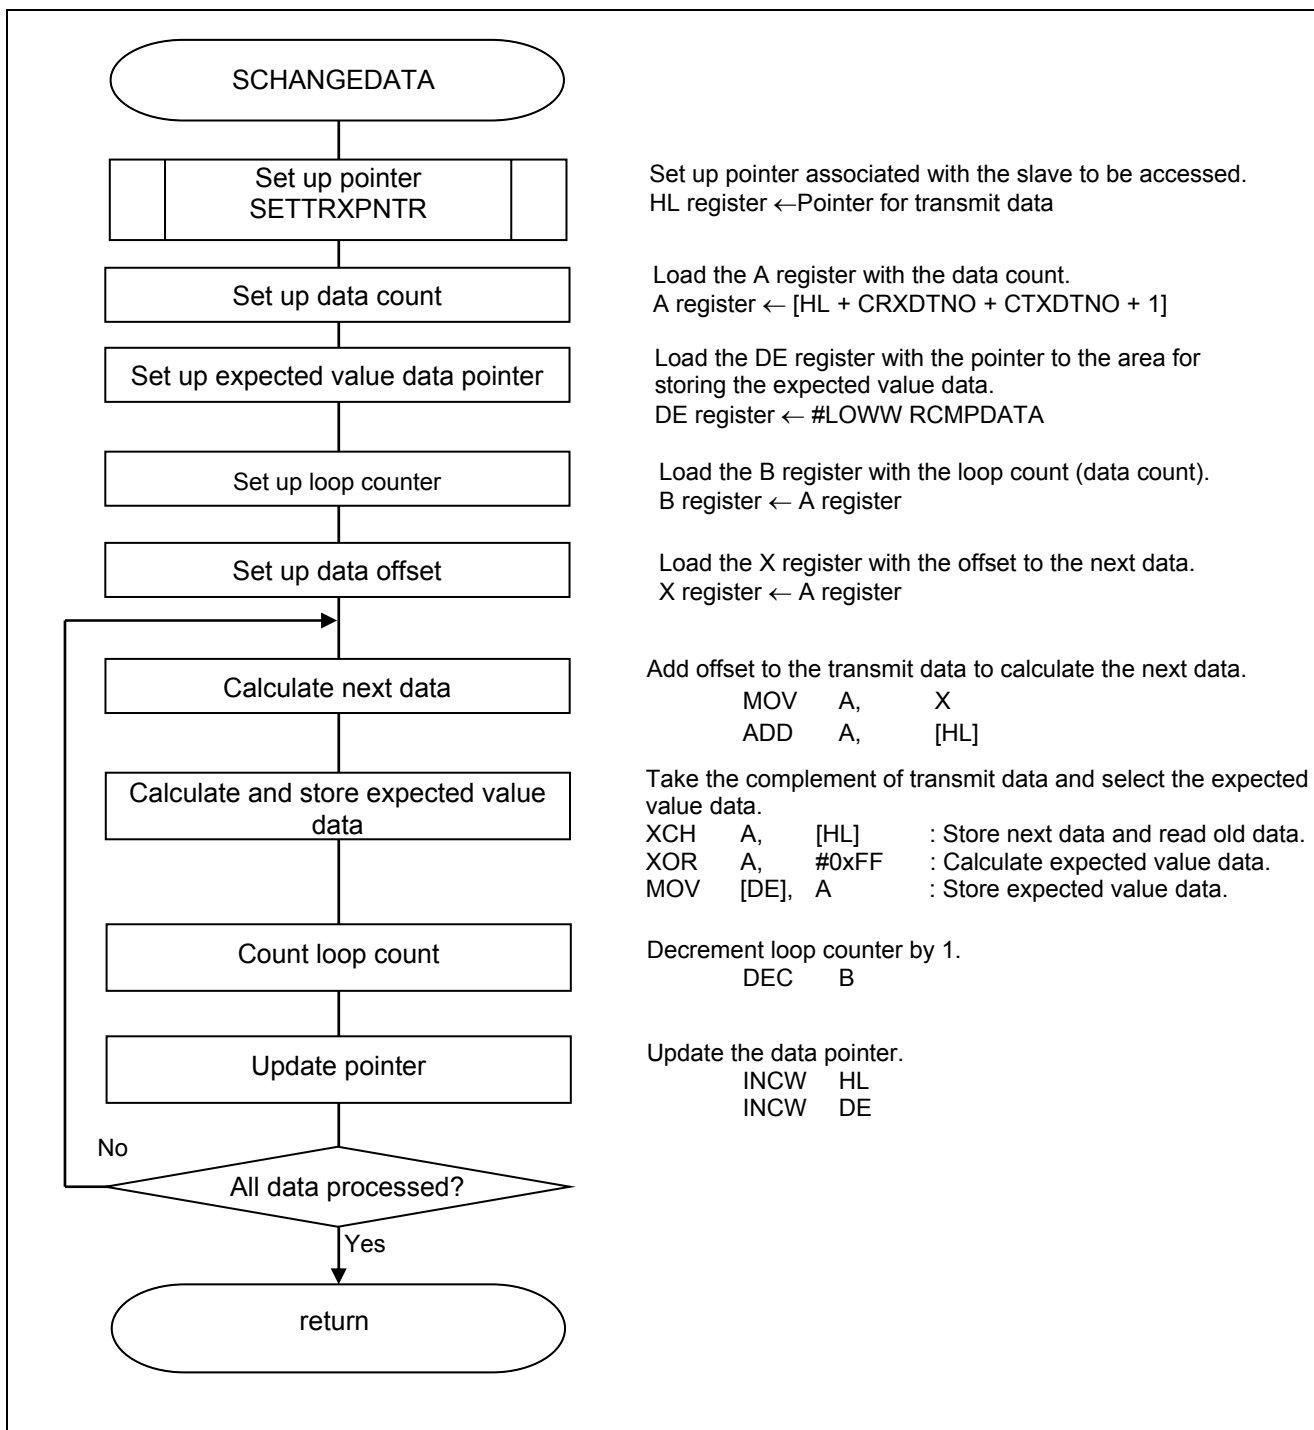 SCHANGEDATA
Set up pointer
SETTRXPNTR
Set up pointer associated with the slave to be accessed.
HL register ←Pointer for transmit data
Set up data count
Load the A register with the data count.
A register ← [HL + CRXDTNO + CTXDTNO + 1]
Set up expected value data pointer
Load the DE register with the pointer to the area for
storing the expected value data.
DE register ← #LOWW RCMPDATA
Set up loop counter
Load the B register with the loop count (data count).
B register ← A register
Set up data offset
Load the X register with the offset to the next data.
X register ← A register
Calculate next data
Add offset to the transmit data to calculate the next data.
MOV A, X
ADD A, [HL]
Calculate and store expected value
data
Take the complement of transmit data and select the expected
value data.
XCH A, [HL] : Store next data and read old data.
XOR A, #0xFF : Calculate expected value data.
MOV [DE], A : Store expected value data.
Count loop count
Decrement loop counter by 1.
DEC B
Update pointer
Update the data pointer.
INCW HL
INCW DE
No
All data processed?
Yes
return